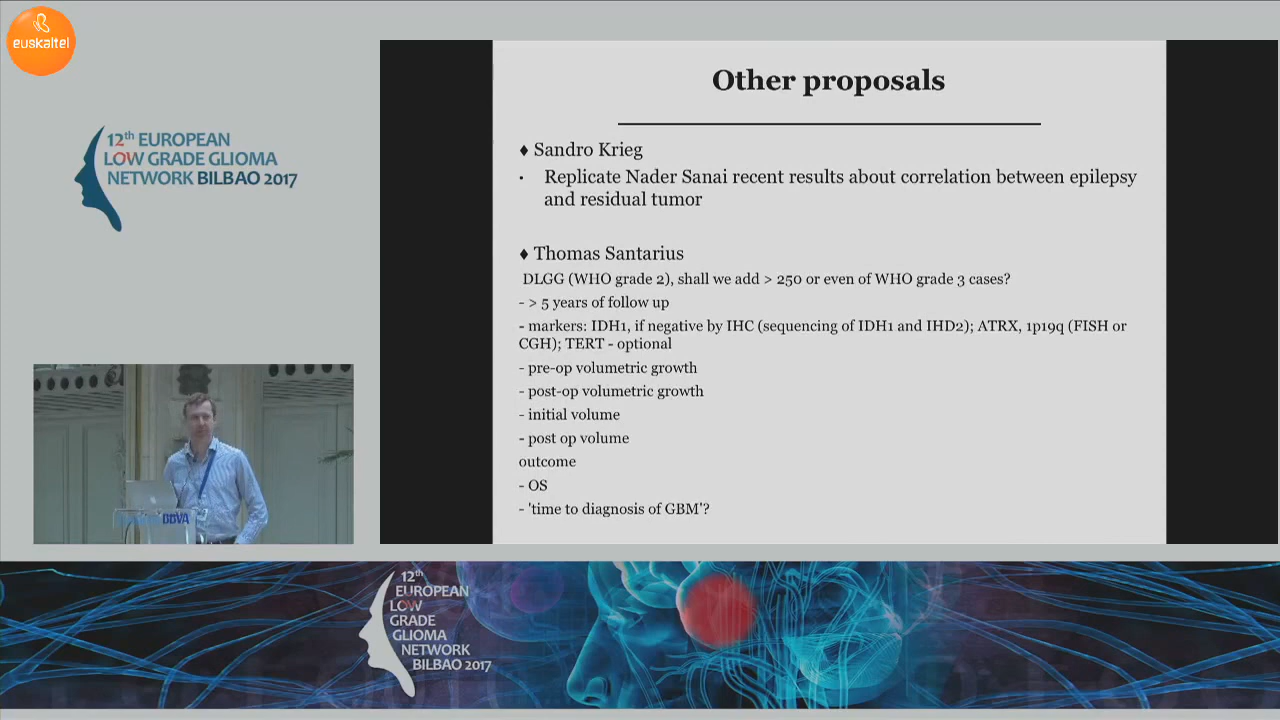 euskaltel
12th EUROPEAN
LOW GRADE GLIOMA
NETWORK BILBAO 2017
Other proposals
♦ Sandro Krieg
• Replicate Nader Sanai recent results about correlation between epilepsy
and residual tumor
♦ Thomas Santarius
DLGG (WHO grade 2), shall we add > 250 or even of WHO grade 3 cases?
- > 5 years of follow up
- markers: IDH1, if negative by IHC (sequencing of IDH1 and IHD2); ATRX, 1p19q (FISH or
CGH); TERT - optional
- pre-op volumetric growth
- post-op volumetric growth
- initial volume
- post op volume
outcome
- OS
- 'time to diagnosis of GBM'?
BBVA
12th
EUROPEAN
LOW
GRADE
GLIOMA
NETWORK
BILBAO 2017